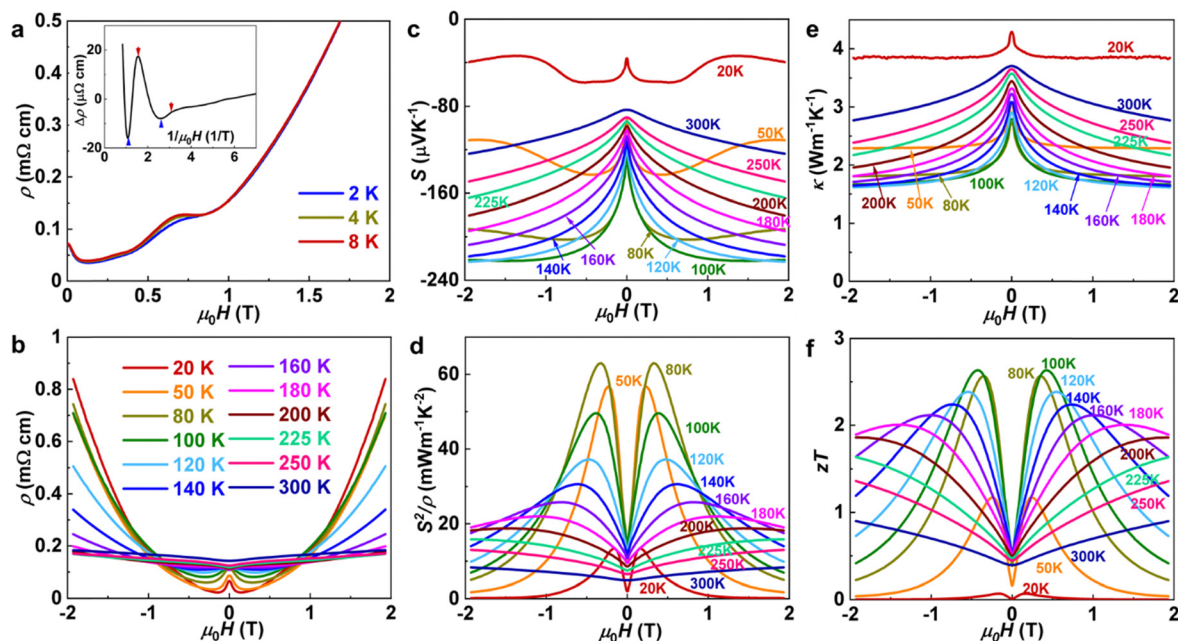 a
0.5
0.4
0.3
0.2
0.1
0.0
ρ (mΩ cm)
20
0
-20
Δρ (μΩ cm)
1/μ₀H (1/T)
0 2 4 6
2 K
4 K
8 K
0 0.5 1 1.5 2
μ₀H (T)
b
1
0.8
0.6
0.4
0.2
0
ρ (mΩ cm)
20 K
50 K
80 K
100 K
120 K
140 K
160 K
180 K
200 K
225 K
250 K
300 K
-2 -1 0 1 2
μ₀H (T)
c
0
-80
-160
-240
S (μVK⁻¹)
20K
300K
50K
250K
225K
200K
180K
160K
140K
80K
120K
100K
-2 -1 0 1 2
μ₀H (T)
d
60
40
20
0
S²/ρ (mWm⁻¹K⁻²)
50K
80K
100K
120K
140K
160K
180K
200K
225K
250K
300K
20K
-2 -1 0 1 2
μ₀H (T)
e
4
3
2
1
0
κ (Wm⁻¹K⁻¹)
20K
300K
250K
225K
100K
120K
200K
50K
80K
140K
160K
180K
-2 -1 0 1 2
μ₀H (T)
f
3
2
1
0
zT
100K
80K
120K
140K
160K
180K
200K
225K
250K
300K
50K
20K
-2 -1 0 1 2
μ₀H (T)